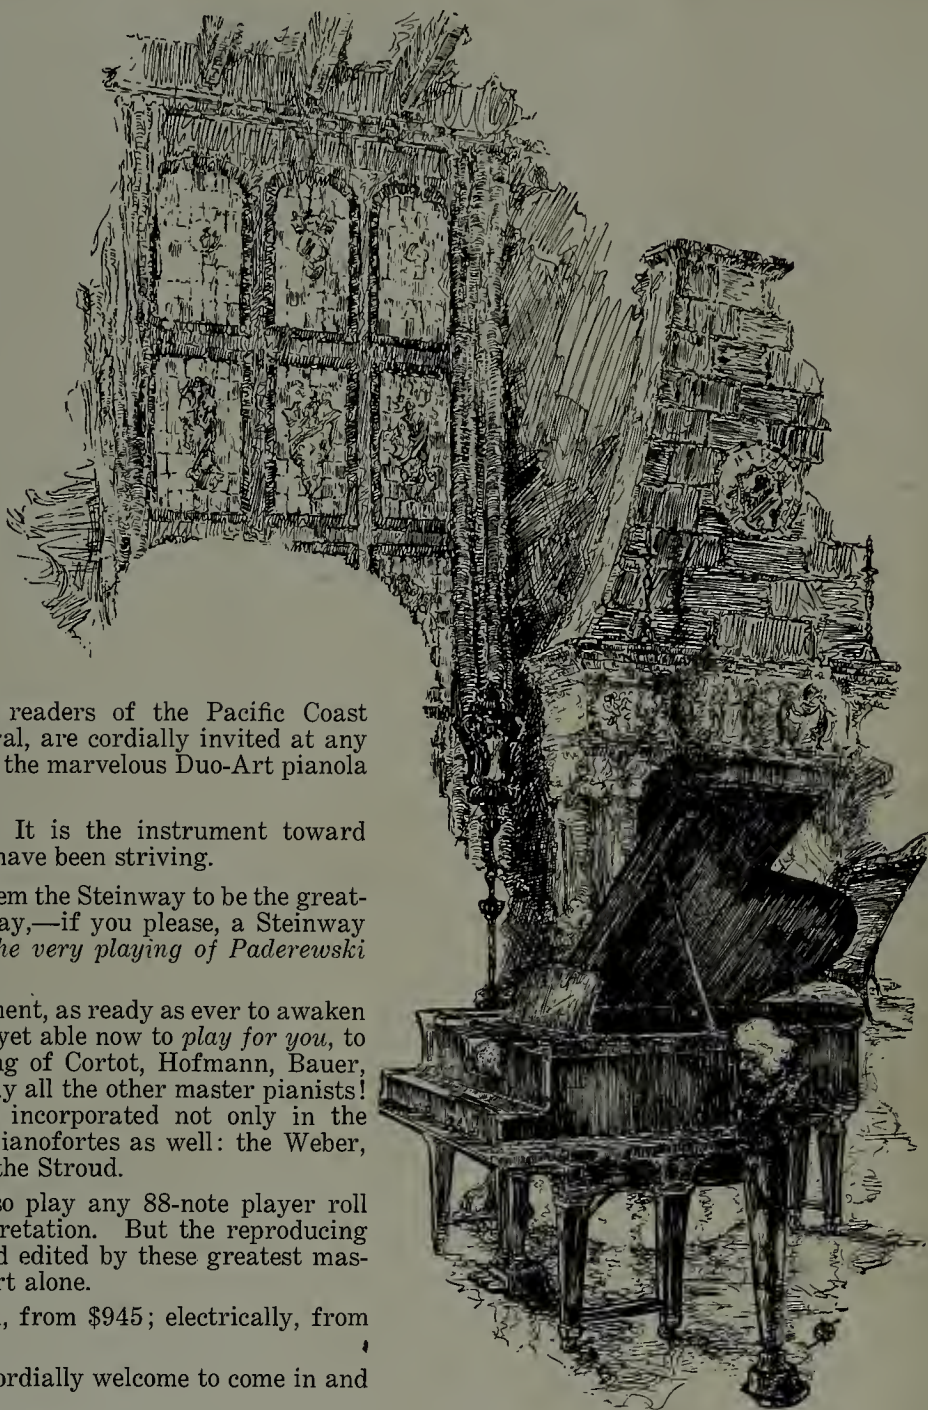 readers of the Pacific Coast
al, are cordially invited at any
the marvelous Duo-Art pianola
It is the instrument toward
have been striving.
em the Steinway to be the great-
ay,—if you please, a Steinway
he very playing of Paderewski
nent, as ready as ever to awaken
yet able now to play for you, to
ng of Cortot, Hofmann, Bauer,
y all the other master pianists!
incorporated not only in the
ianofortes as well: the Weber,
the Stroud.
so play any 88-note player roll
retation. But the reproducing
d edited by these greatest mas-
rt alone.
, from $945; electrically, from
ordially welcome to come in and